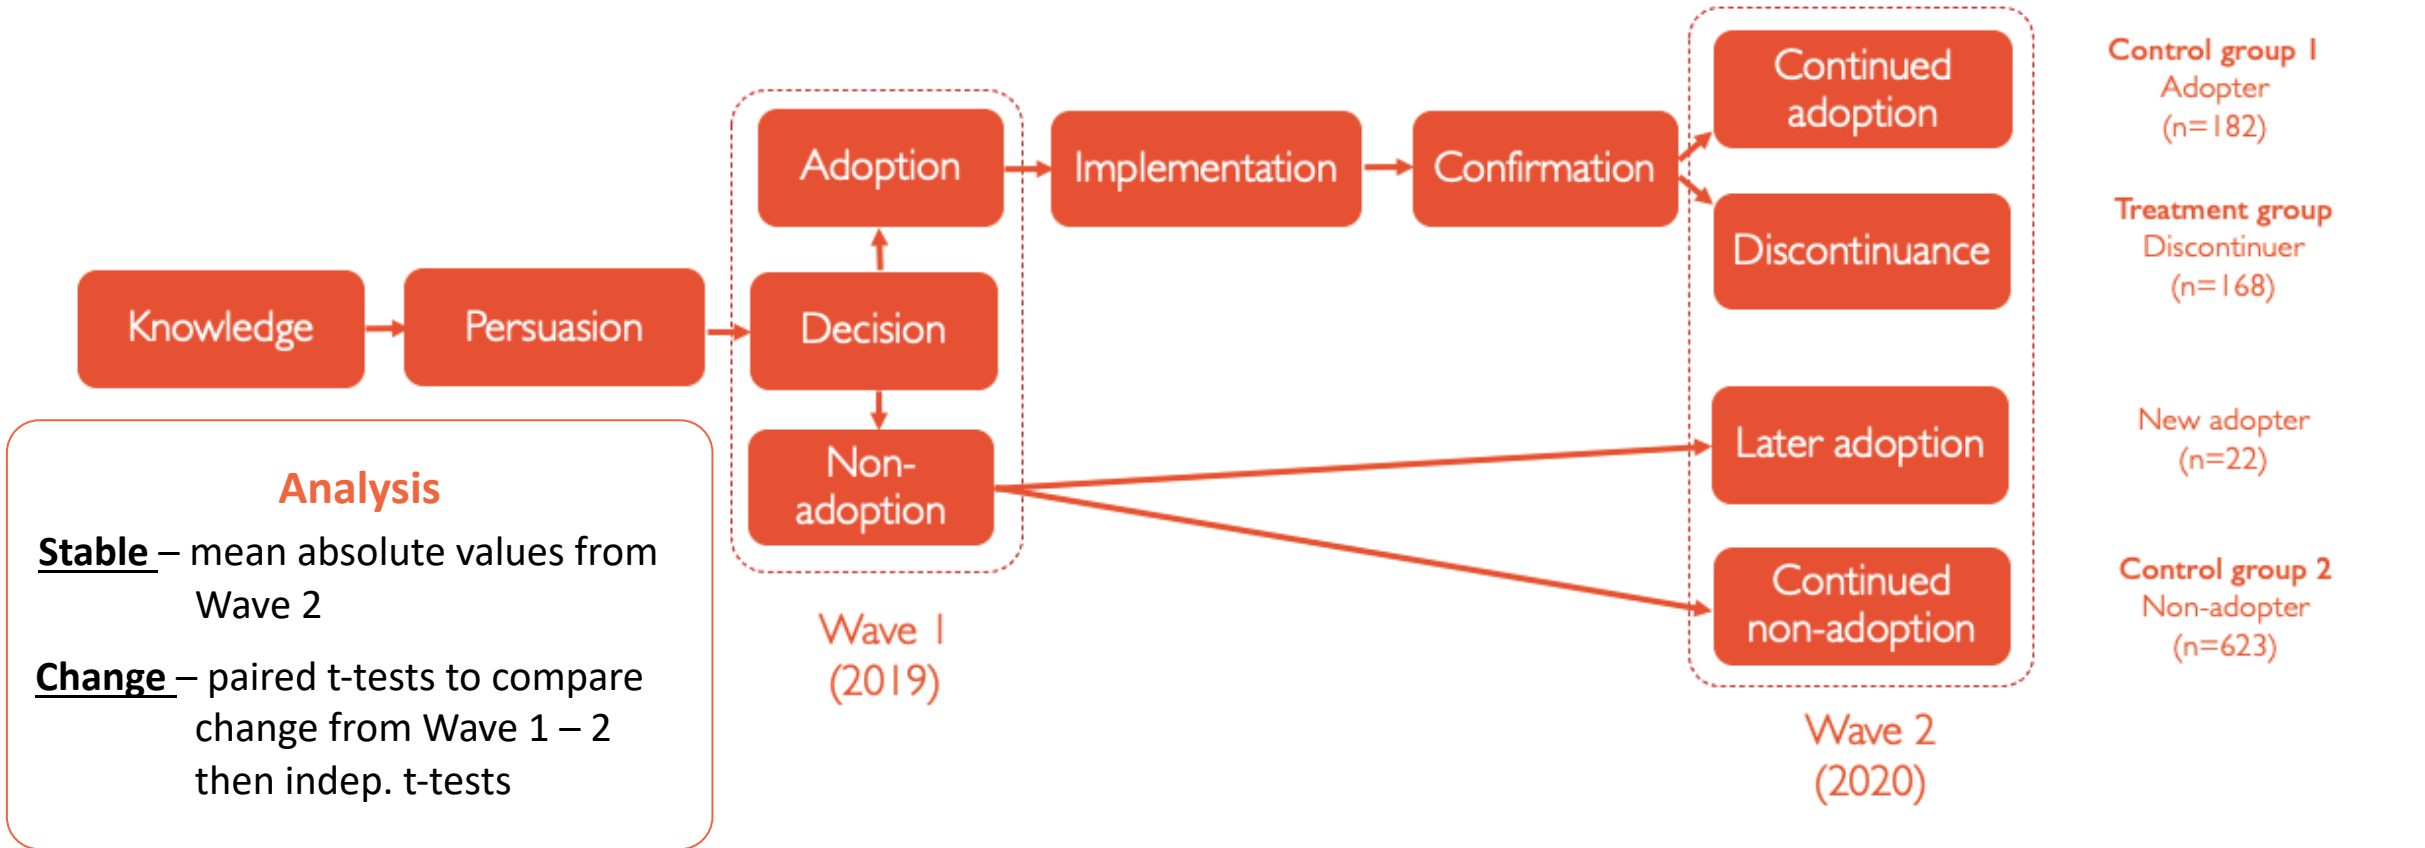 Knowledge
Persuasion
Adoption
Decision
Non-
adoption
Wave 1
(2019)
Implementation
Confirmation
Continued
adoption
Discontinuance
Later adoption
Continued
non-adoption
Wave 2
(2020)
Control group 1
Adopter
(n=182)
Treatment group
Discontinuer
(n=168)
New adopter
(n=22)
Control group 2
Non-adopter
(n=623)
Analysis
Stable – mean absolute values from
Wave 2
Change – paired t-tests to compare
change from Wave 1 – 2
then indep. t-tests